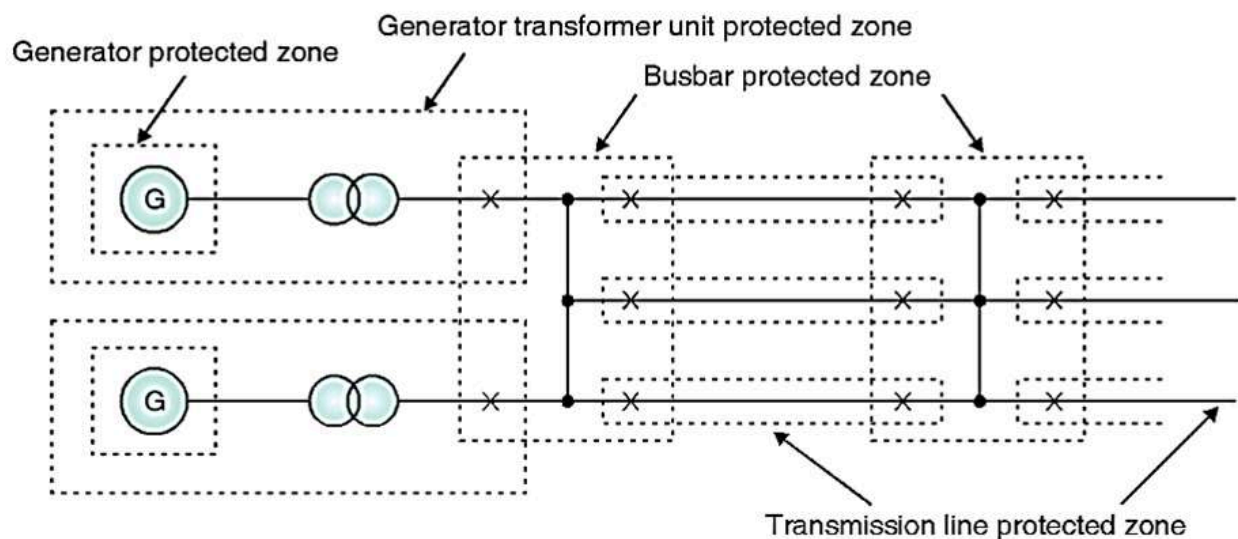 Generator transformer unit protected zone
Generator protected zone
Busbar protected zone
G
G
Transmission line protected zone